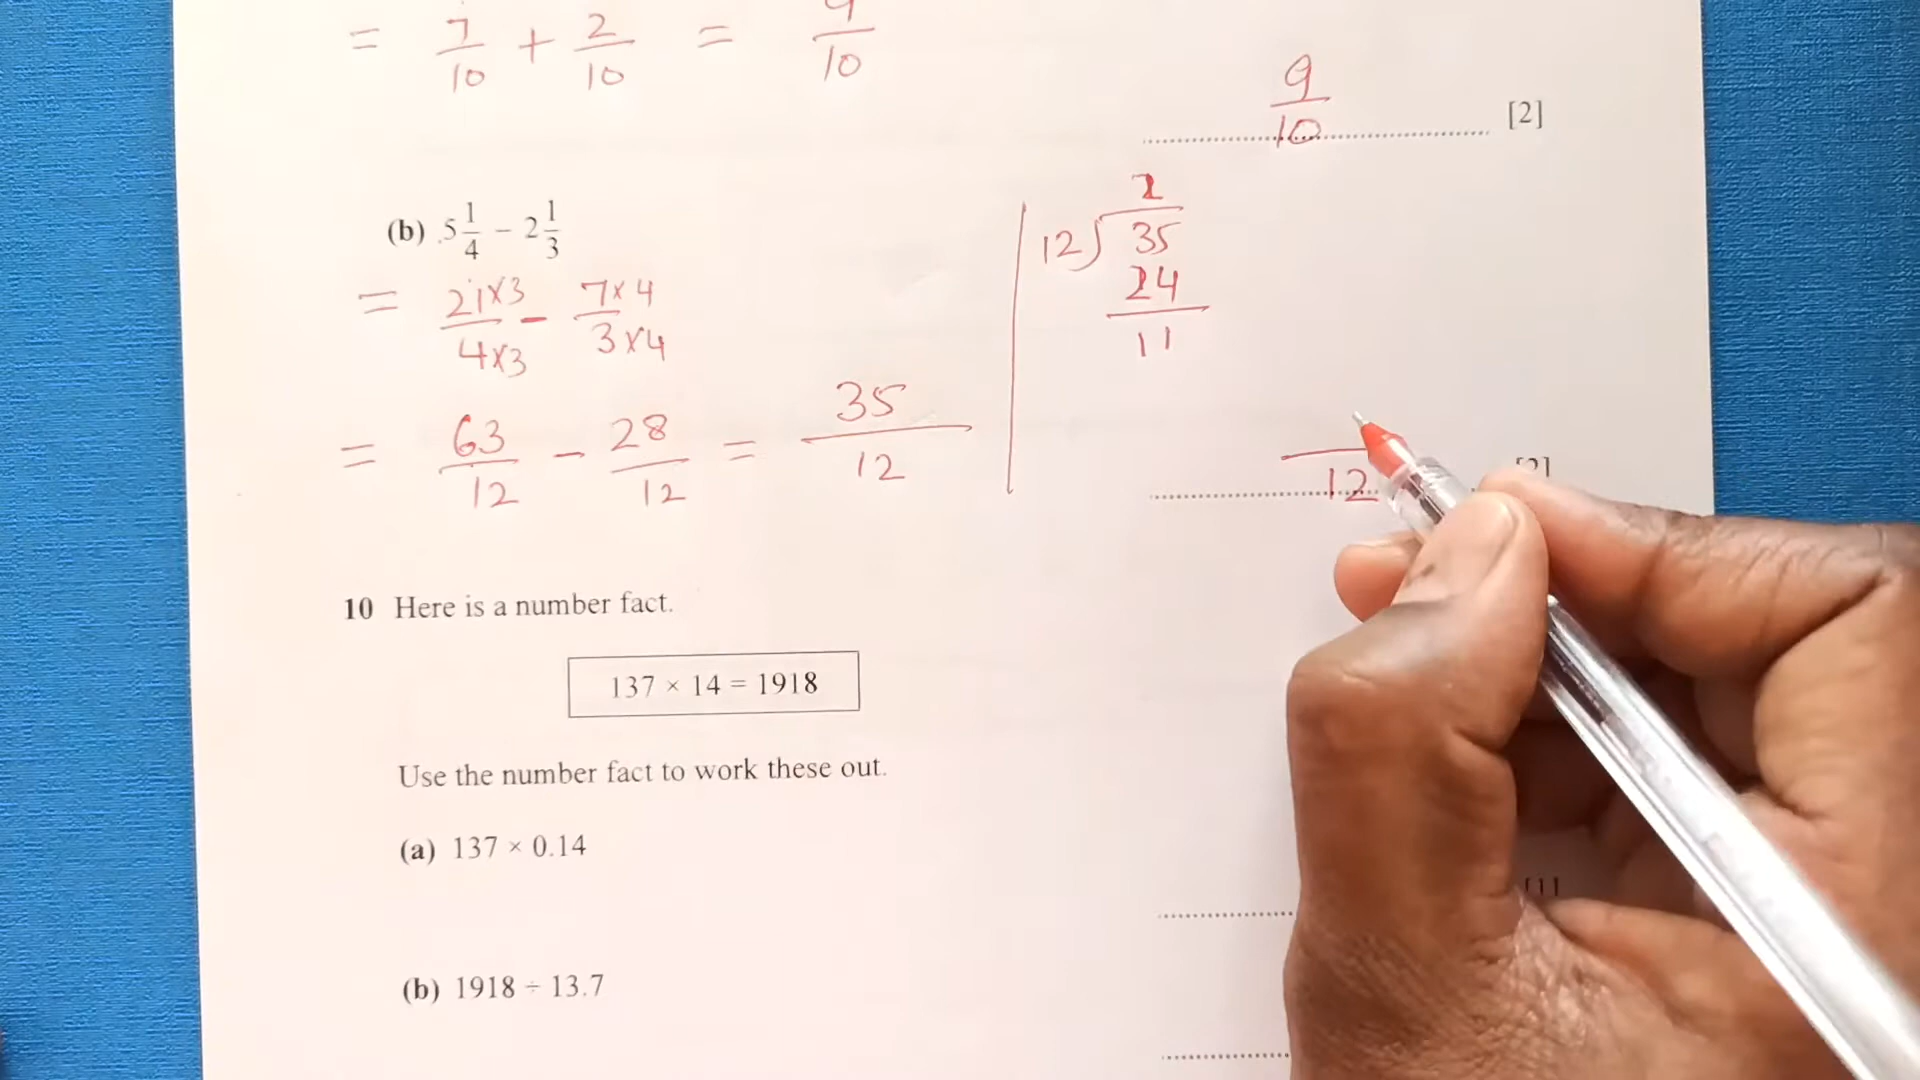 = 7/10 + 2/10 = 9/10
9/10 [2]
(b) 5 1/4 − 2 1/3
= 21×3/4×3 − 7×4/3×4
= 63/12 − 28/12 = 35/12
2
12) 35
24
11
12
10 Here is a number fact.
137 × 14 = 1918
Use the number fact to work these out.
(a) 137 × 0.14
[1]
(b) 1918 ÷ 13.7